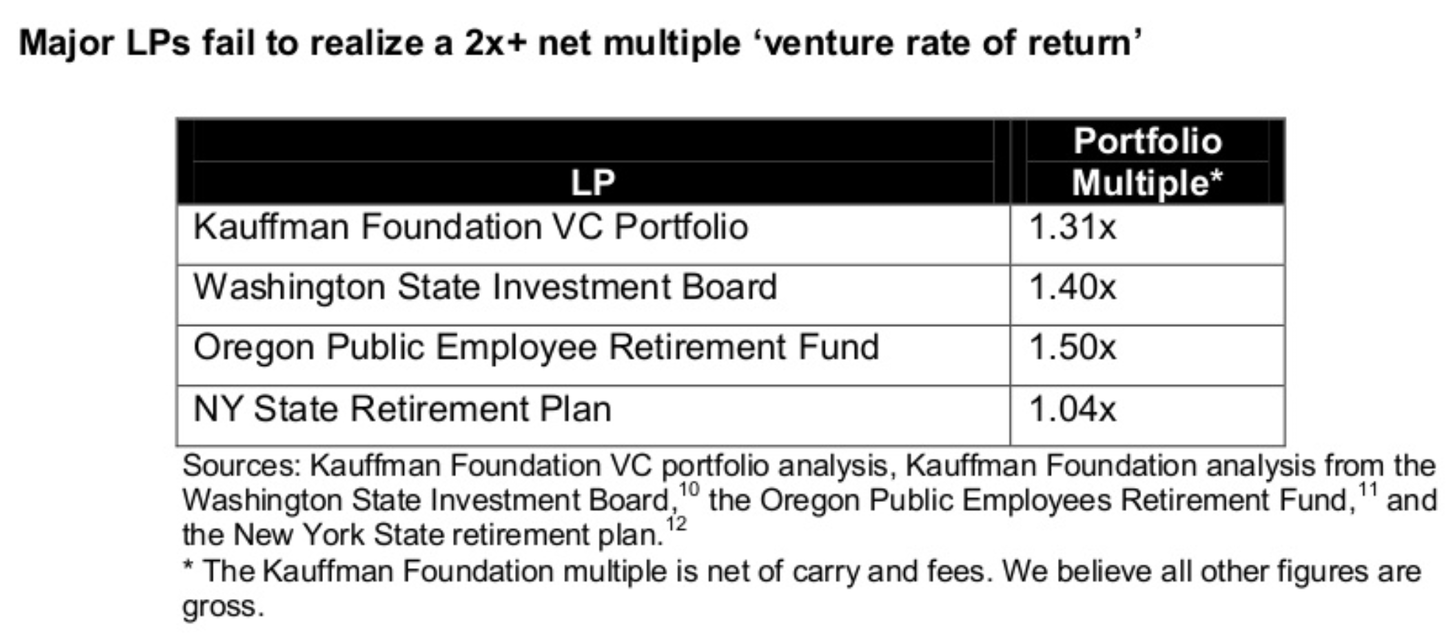 Major LPs fail to realize a 2x+ net multiple ‘venture rate of return’
LP
Portfolio
Multiple*
Kauffman Foundation VC Portfolio 1.31x
Washington State Investment Board 1.40x
Oregon Public Employee Retirement Fund 1.50x
NY State Retirement Plan 1.04x
Sources: Kauffman Foundation VC portfolio analysis, Kauffman Foundation analysis from the
Washington State Investment Board,10 the Oregon Public Employees Retirement Fund,11 and
the New York State retirement plan.12
* The Kauffman Foundation multiple is net of carry and fees. We believe all other figures are
gross.